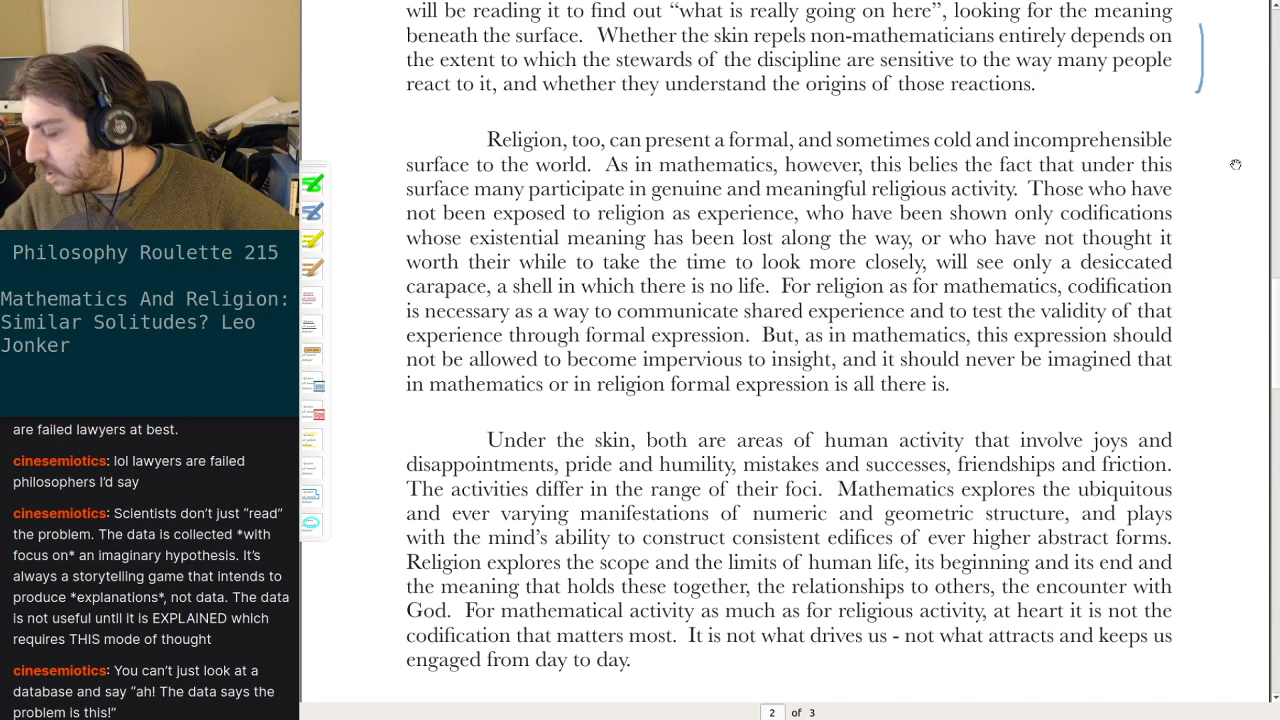 will be reading it to find out “what is really going on here”, looking for the meaning
beneath the surface. Whether the skin repels non-mathematicians entirely depends on
the extent to which the stewards of the discipline are sensitive to the way many people
react to it, and whether they understand the origins of those reactions.
Religion, too, can present a formal, and sometimes cold and incomprehensible
surface to the world. As in mathematics, however, this belies the fact that under this
surface many participate in genuine and meaningful religious activity. Those who have
not been exposed to religion as experience, who have been shown only codifications
whose existential meaning has been lost along the way, or who have not thought it
worth their while to take the time to look more closely, will see only a desiccated
carapace, a shell in which there is no life. For religion as for mathematics, codification
is necessary as a way to communicate shared experience and to test the validity of that
experience through comparison and debate. But, as in mathematics, the expression should
not be allowed to become impervious to insight, and it should never be imagined that
in mathematics or in religion formal expression is all there is.
Under the skin, both are areas of human activity that involve joys and
disappointments, pride and humility, mistakes and successes, friendships and frictions.
The activities differ in the range of their focus. Mathematics explores the ubiquitous
and ever varying manifestations of number and geometric structure, and plays
with the mind’s ability to construct consistent edifices of ever higher abstract forms.
Religion explores the scope and the limits of human life, its beginning and its end and
the meaning that holds these together, the relationships to others, the encounter with
God. For mathematical activity as much as for religious activity, at heart it is not the
codification that matters most. It is not what drives us - not what attracts and keeps us
engaged from day to day.
Philosophy Roulette 215
Mathematics And Religion:
Similar Solitudes? Leo
Jonker
are failed lawyers at best.
cinesemiotics: lol lawyers are failed
philosophers I’d say
cinesemiotics: Scientists don’t just “read”
the problem. The data is collected *with
focus on* an imaginary hypothesis. It’s
always a storytelling game that intends to
produce *explanations*, not data. The data
is not useful until it is EXPLAINED which
requires THIS mode of thought
cinesemiotics: You can’t just look at a
database and say “ah! The data says the
problem is this!”
2 of 3